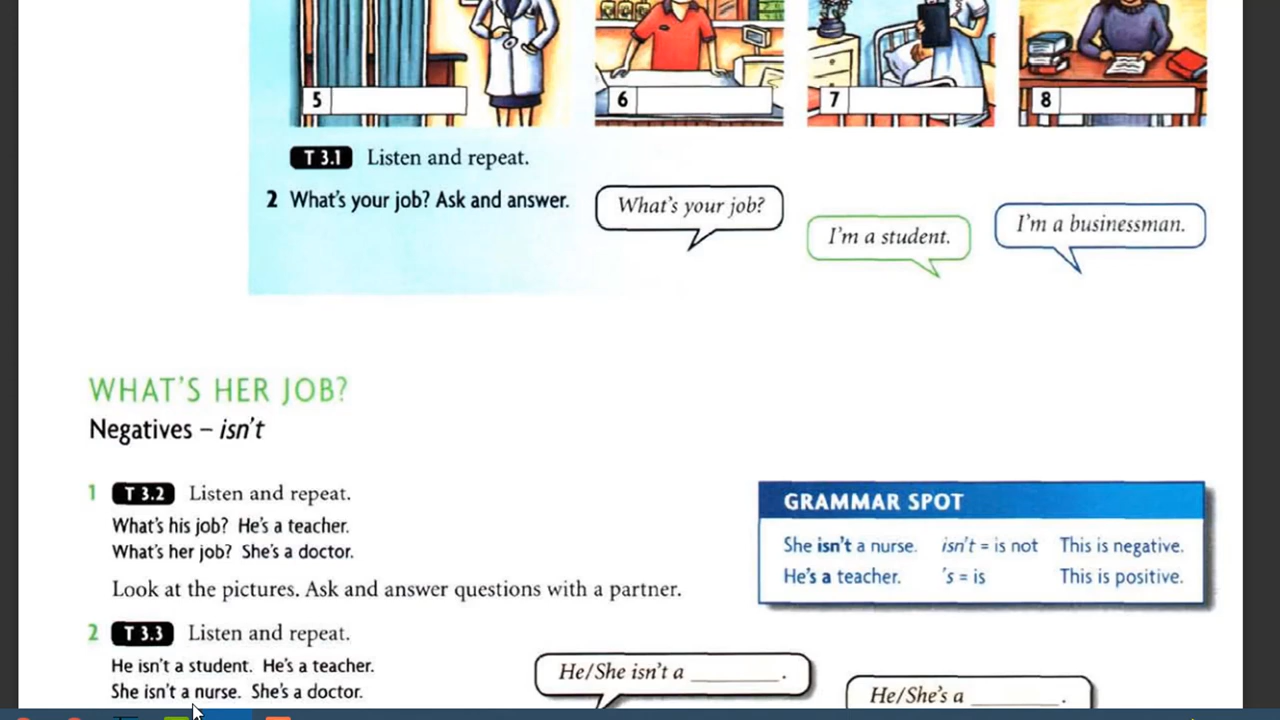 5
6
7
8
T 3.1 Listen and repeat.
2 What's your job? Ask and answer.
What's your job?
I'm a student.
I'm a businessman.
WHAT'S HER JOB?
Negatives – isn't
1 T 3.2 Listen and repeat.
What's his job? He's a teacher.
What's her job? She's a doctor.
Look at the pictures. Ask and answer questions with a partner.
GRAMMAR SPOT
She isn't a nurse. isn't = is not This is negative.
He's a teacher. 's = is This is positive.
2 T 3.3 Listen and repeat.
He isn't a student. He's a teacher.
She isn't a nurse. She's a doctor.
He/She isn't a ________.
He/She's a ________.